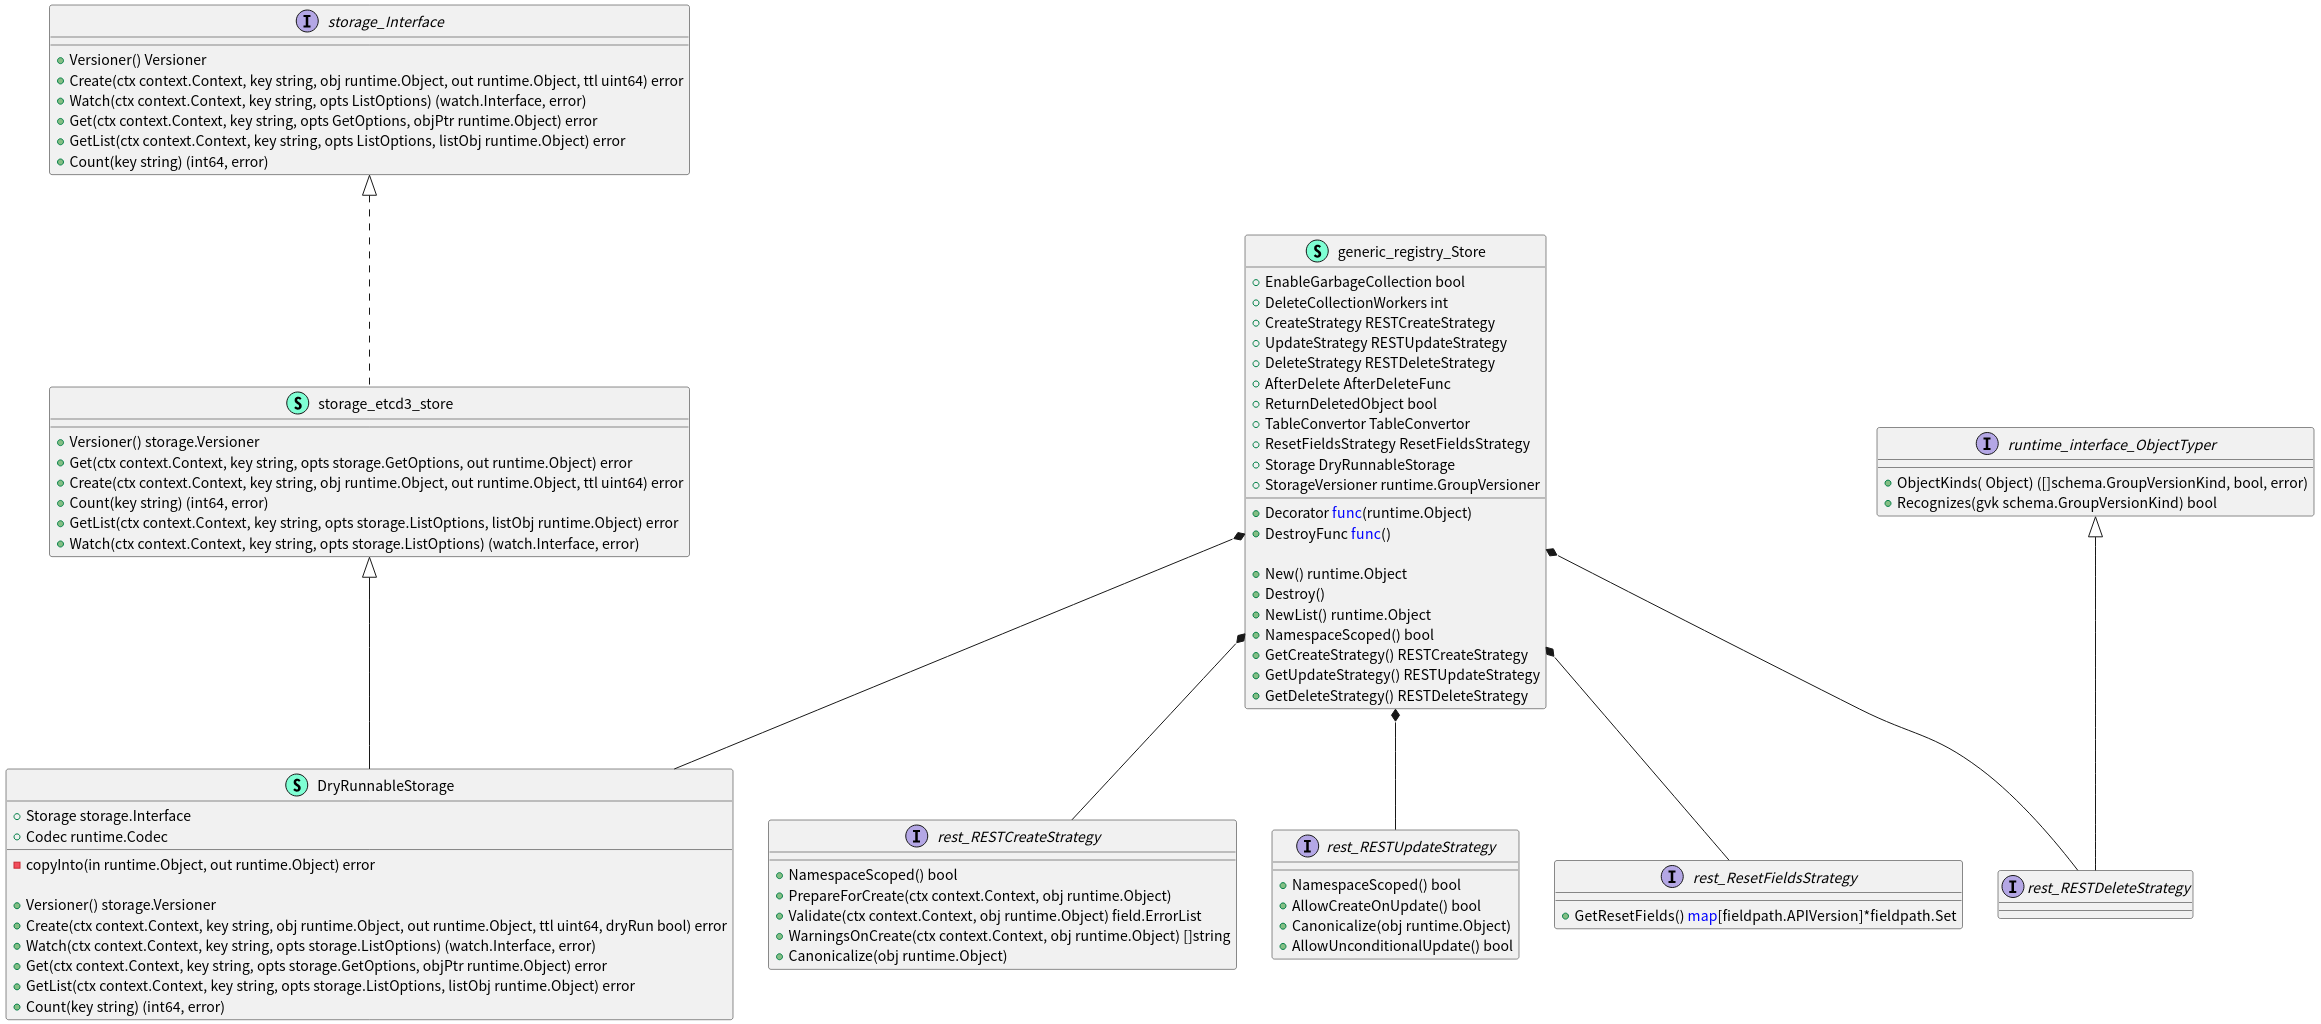 I storage_Interface
Versioner() Versioner
Create(ctx context.Context, key string, obj runtime.Object, out runtime.Object, ttl uint64) error
Watch(ctx context.Context, key string, opts ListOptions) (watch.Interface, error)
Get(ctx context.Context, key string, opts GetOptions, objPtr runtime.Object) error
GetList(ctx context.Context, key string, opts ListOptions, listObj runtime.Object) error
Count(key string) (int64, error)
S generic_registry_Store
EnableGarbageCollection bool
DeleteCollectionWorkers int
CreateStrategy RESTCreateStrategy
UpdateStrategy RESTUpdateStrategy
DeleteStrategy RESTDeleteStrategy
AfterDelete AfterDeleteFunc
ReturnDeletedObject bool
TableConvertor TableConvertor
ResetFieldsStrategy ResetFieldsStrategy
Storage DryRunnableStorage
StorageVersioner runtime.GroupVersioner
Decorator func(runtime.Object)
DestroyFunc func()
New() runtime.Object
Destroy()
NewList() runtime.Object
NamespaceScoped() bool
GetCreateStrategy() RESTCreateStrategy
GetUpdateStrategy() RESTUpdateStrategy
GetDeleteStrategy() RESTDeleteStrategy
S storage_etcd3_store
Versioner() storage.Versioner
Get(ctx context.Context, key string, opts storage.GetOptions, out runtime.Object) error
Create(ctx context.Context, key string, obj runtime.Object, out runtime.Object, ttl uint64) error
Count(key string) (int64, error)
GetList(ctx context.Context, key string, opts storage.ListOptions, listObj runtime.Object) error
Watch(ctx context.Context, key string, opts storage.ListOptions) (watch.Interface, error)
I runtime_interface_ObjectTyper
ObjectKinds( Object) ([]schema.GroupVersionKind, bool, error)
Recognizes(gvk schema.GroupVersionKind) bool
S DryRunnableStorage
Storage storage.Interface
Codec runtime.Codec
copyInto(in runtime.Object, out runtime.Object) error
Versioner() storage.Versioner
Create(ctx context.Context, key string, obj runtime.Object, out runtime.Object, ttl uint64, dryRun bool) error
Watch(ctx context.Context, key string, opts storage.ListOptions) (watch.Interface, error)
Get(ctx context.Context, key string, opts storage.GetOptions, objPtr runtime.Object) error
GetList(ctx context.Context, key string, opts storage.ListOptions, listObj runtime.Object) error
Count(key string) (int64, error)
I rest_RESTCreateStrategy
NamespaceScoped() bool
PrepareForCreate(ctx context.Context, obj runtime.Object)
Validate(ctx context.Context, obj runtime.Object) field.ErrorList
WarningsOnCreate(ctx context.Context, obj runtime.Object) []string
Canonicalize(obj runtime.Object)
I rest_RESTUpdateStrategy
NamespaceScoped() bool
AllowCreateOnUpdate() bool
Canonicalize(obj runtime.Object)
AllowUnconditionalUpdate() bool
I rest_ResetFieldsStrategy
GetResetFields() map[fieldpath.APIVersion]*fieldpath.Set
I rest_RESTDeleteStrategy